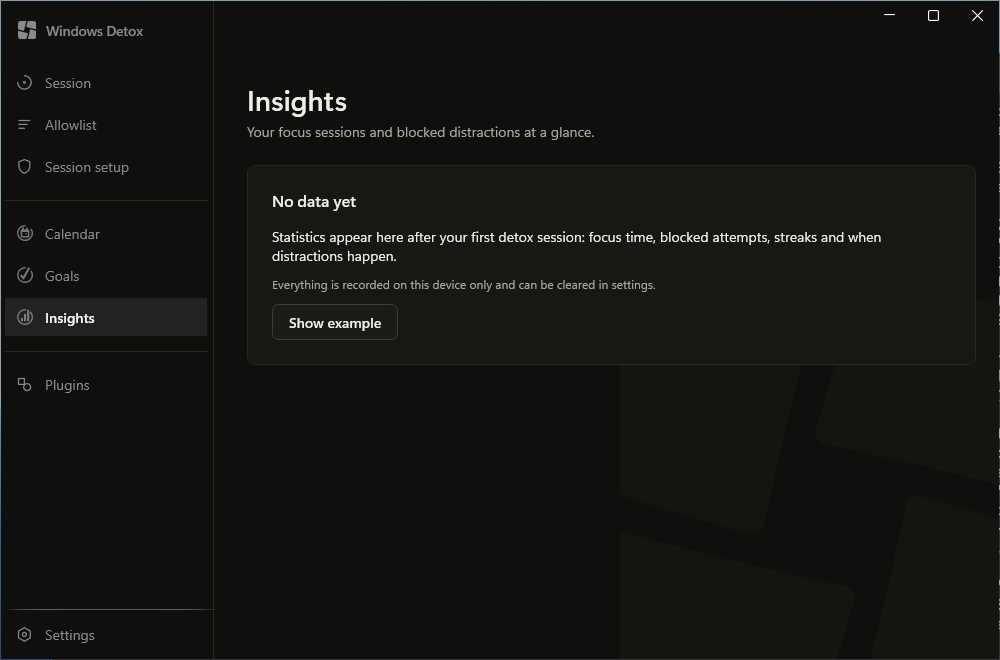 Windows Detox
Session
Allowlist
Session setup
Calendar
Goals
Insights
Plugins
Settings
Insights
Your focus sessions and blocked distractions at a glance.
No data yet
Statistics appear here after your first detox session: focus time, blocked attempts, streaks and when
distractions happen.
Everything is recorded on this device only and can be cleared in settings.
Show example